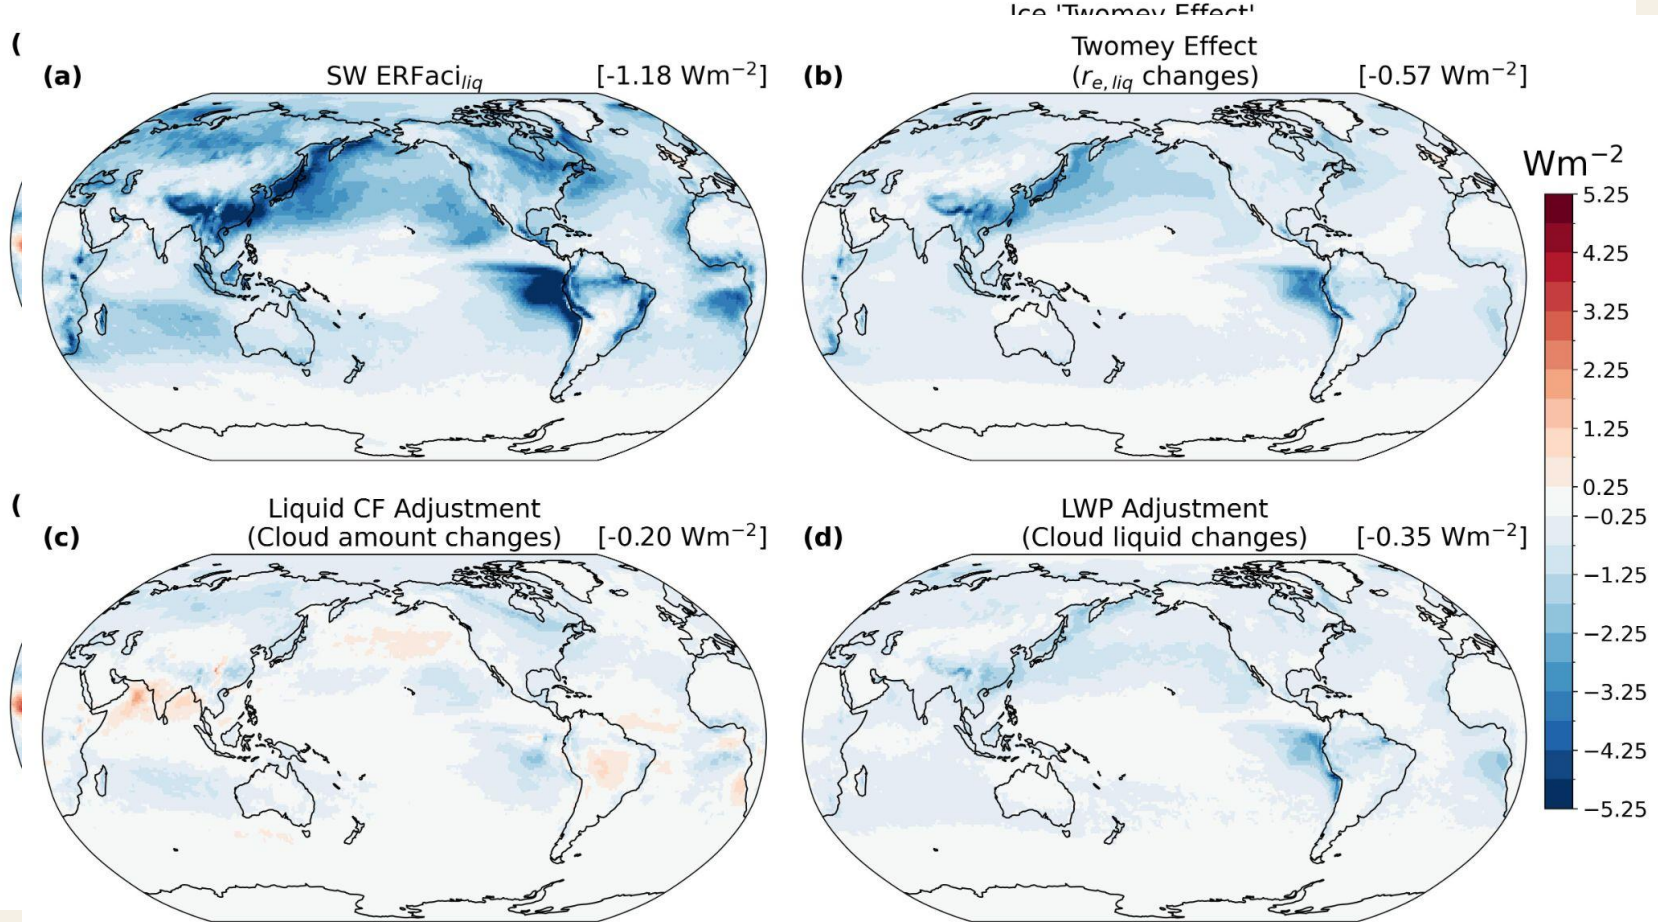 Ice 'Twomey Effect'
(
(a) SW ERFaci_liq [-1.18 Wm⁻²]
Twomey Effect
(b) (r_e,liq changes) [-0.57 Wm⁻²]
Wm⁻²
5.25
4.25
3.25
2.25
1.25
0.25
−0.25
−1.25
−2.25
−3.25
−4.25
−5.25
(
Liquid CF Adjustment
(c) (Cloud amount changes) [-0.20 Wm⁻²]
LWP Adjustment
(d) (Cloud liquid changes) [-0.35 Wm⁻²]